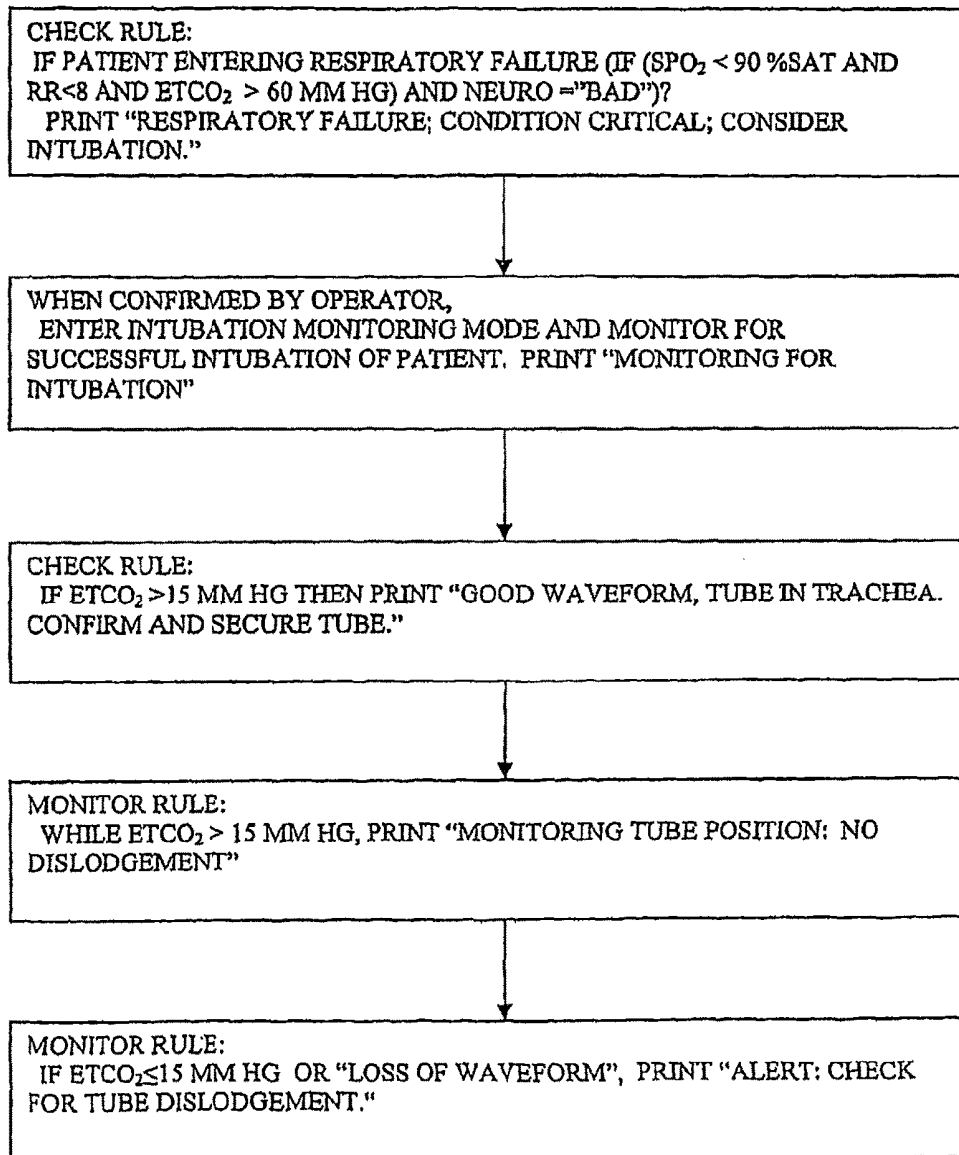 CHECK RULE:
IF PATIENT ENTERING RESPIRATORY FAILURE (IF (SPO₂ < 90 %SAT AND
RR<8 AND ETCO₂ > 60 MM HG) AND NEURO ="BAD")?
PRINT "RESPIRATORY FAILURE; CONDITION CRITICAL; CONSIDER
INTUBATION."
WHEN CONFIRMED BY OPERATOR,
ENTER INTUBATION MONITORING MODE AND MONITOR FOR
SUCCESSFUL INTUBATION OF PATIENT. PRINT "MONITORING FOR
INTUBATION"
CHECK RULE:
IF ETCO₂ >15 MM HG THEN PRINT "GOOD WAVEFORM, TUBE IN TRACHEA.
CONFIRM AND SECURE TUBE."
MONITOR RULE:
WHILE ETCO₂ > 15 MM HG, PRINT "MONITORING TUBE POSITION: NO
DISLODGEMENT"
MONITOR RULE:
IF ETCO₂≤15 MM HG OR "LOSS OF WAVEFORM", PRINT "ALERT: CHECK
FOR TUBE DISLODGEMENT."